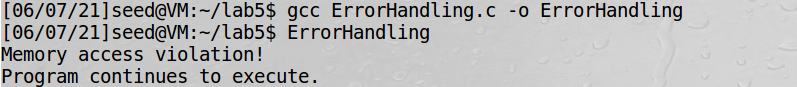 [06/07/21]seed@VM:~/lab5$ gcc ErrorHandling.c -o ErrorHandling
[06/07/21]seed@VM:~/lab5$ ErrorHandling
Memory access violation!
Program continues to execute.